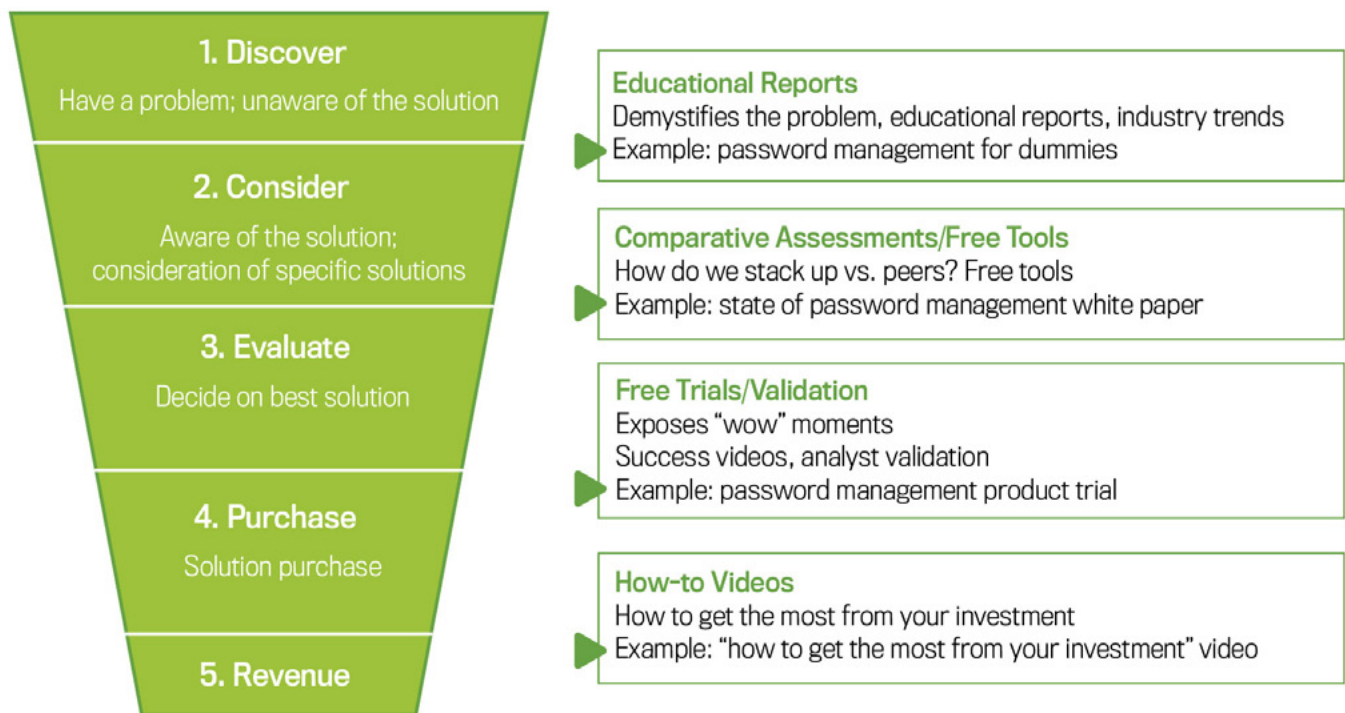 1. Discover
Have a problem; unaware of the solution
2. Consider
Aware of the solution;
consideration of specific solutions
3. Evaluate
Decide on best solution
4. Purchase
Solution purchase
5. Revenue
Educational Reports
Demystifies the problem, educational reports, industry trends
Example: password management for dummies
Comparative Assessments/Free Tools
How do we stack up vs. peers? Free tools
Example: state of password management white paper
Free Trials/Validation
Exposes “wow” moments
Success videos, analyst validation
Example: password management product trial
How-to Videos
How to get the most from your investment
Example: “how to get the most from your investment” video